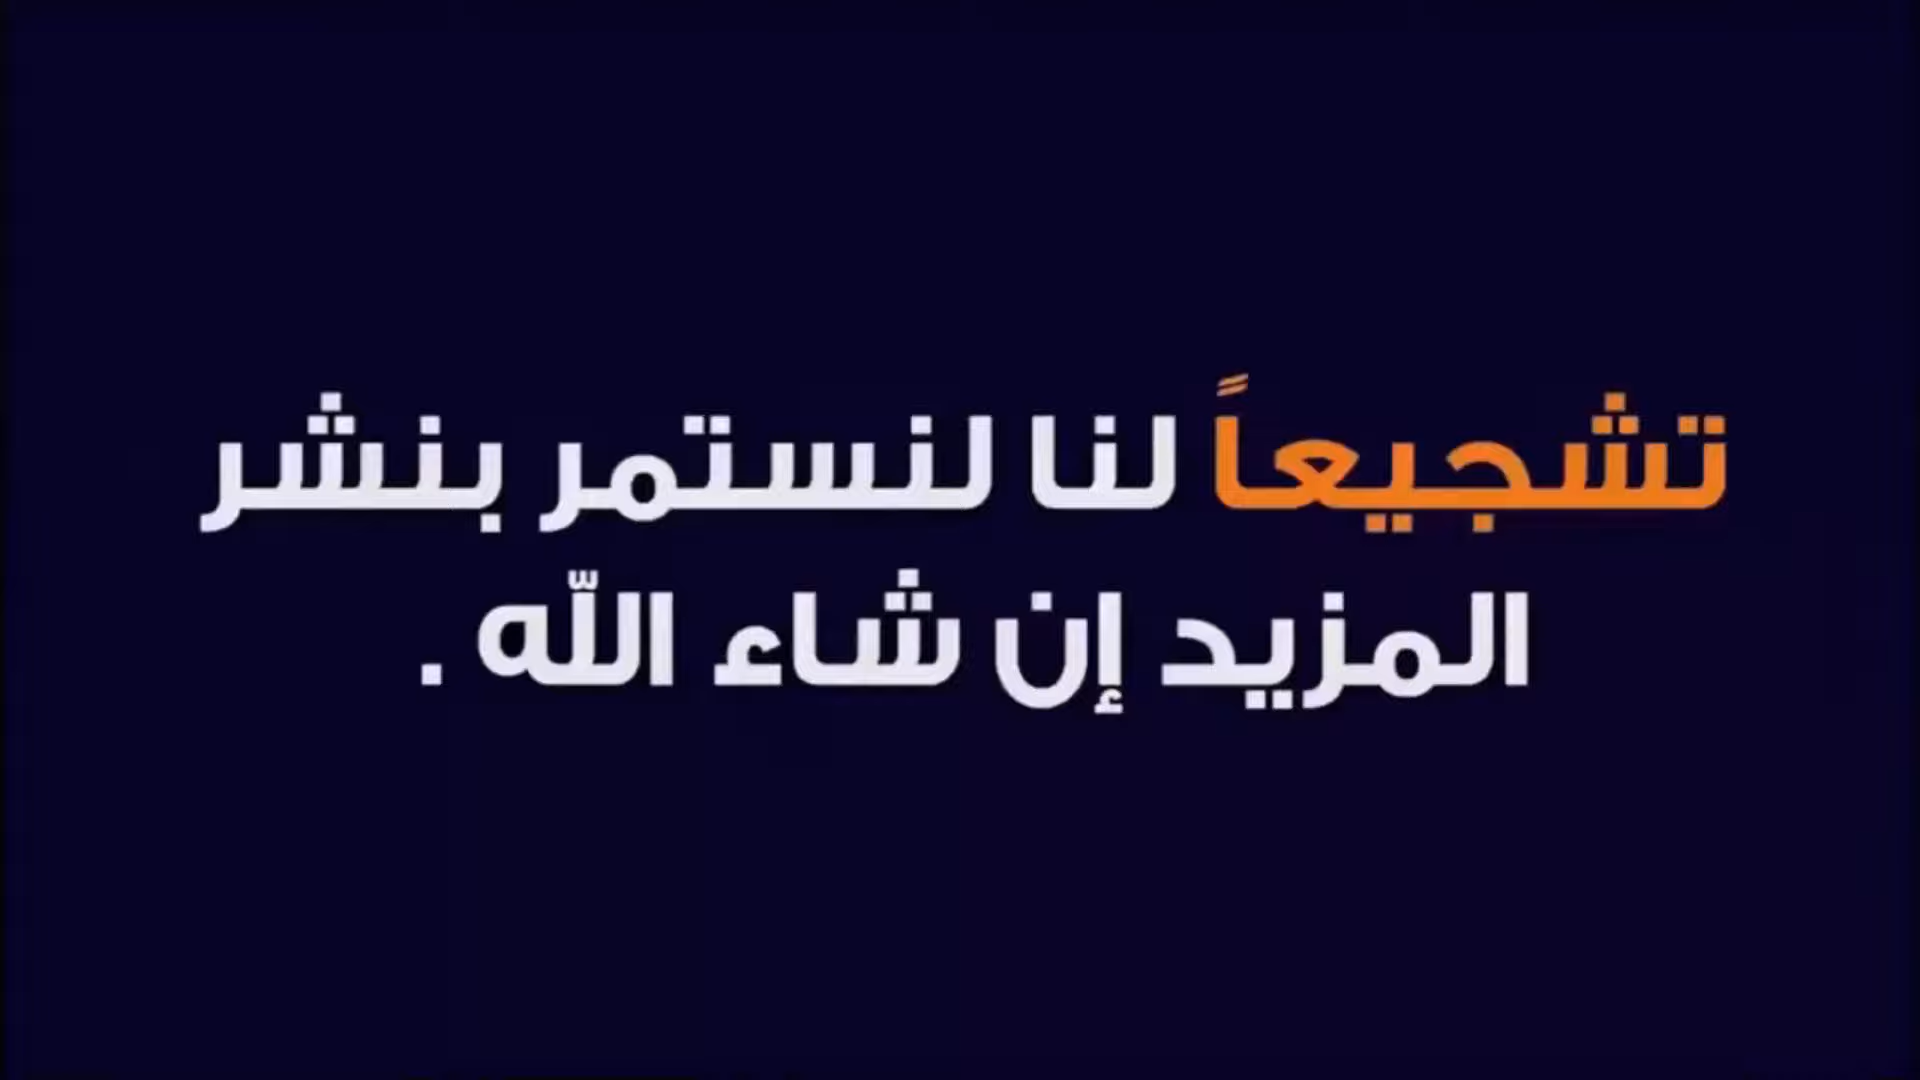 تشجيعاً لنا لنستمر بنشر
المزيد إن شاء اللّه .